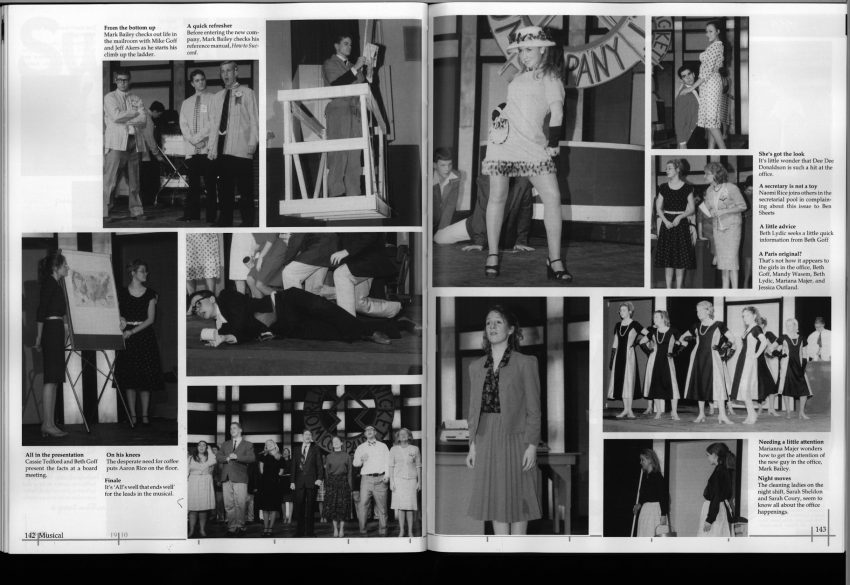 From the bottom up
Mark Bailey checks out life in
the mailroom with Mike Goff
and Jeff Akers as he starts his
climb up the ladder.
A quick refresher
Before entering the new com-
pany, Mark Bailey checks his
reference manual, How to Suc-
ceed.
All in the presentation
Cassie Tedford and Beth Goff
present the facts at a board
meeting.
On his knees
The desperate need for coffee
puts Aaron Rice on the floor.
Finale
It's 'All's well that ends well'
for the leads in the musical.
142 Musical
COMPANY
She's got the look
It's little wonder that Dee Dee
Donaldson is such a hit at the
office.
A secretary is not a toy
Naomi Rice joins others in the
secretarial pool in complain-
ing about this issue to Ben
Sheets
A little advice
Beth Lydic seeks a little quick
information from Beth Goff
A Paris original?
That's not how it appears to
the girls in the office, Beth
Goff, Mandy Wasem, Beth
Lydic, Mariana Majer, and
Jessica Outland.
Needing a little attention
Marianna Majer wonders
how to get the attention of
the new guy in the office,
Mark Bailey.
Night moves
The cleaning ladies on the
night shift, Sarah Sheldon
and Sarah Coury, seem to
know all about the office
happenings.
143